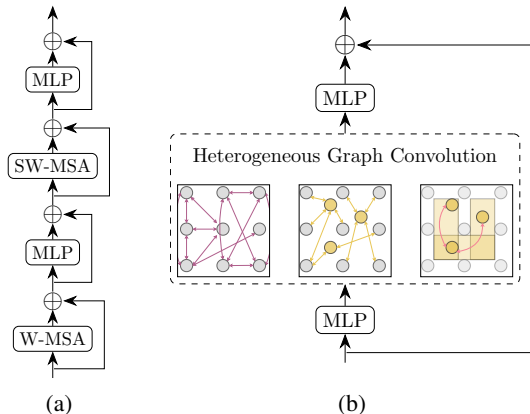 MLP
SW-MSA
MLP
W-MSA
(a)
MLP
Heterogeneous Graph Convolution
MLP
(b)